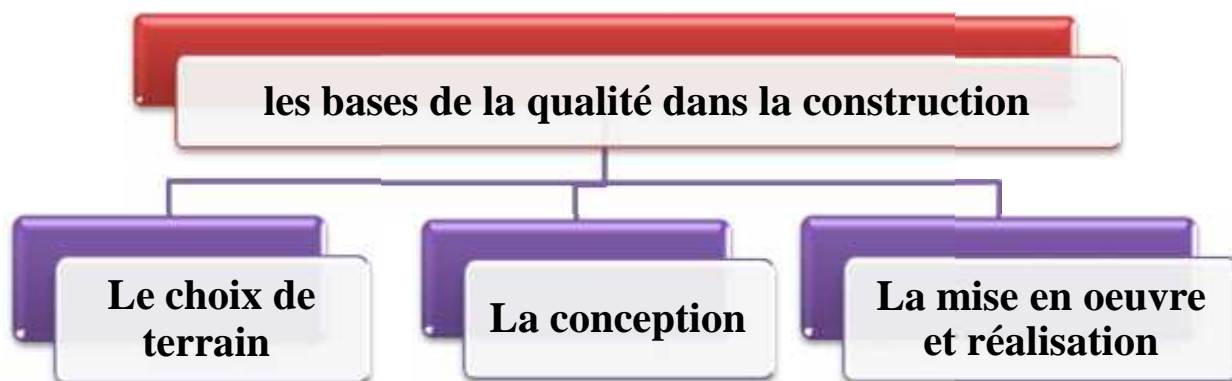 les bases de la qualité dans la construction
Le choix de
terrain
La conception
La mise en oeuvre
et réalisation